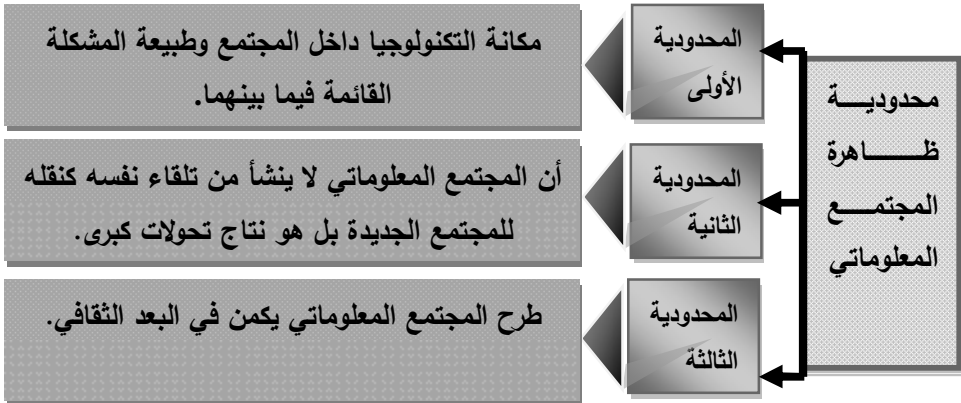 محدودية
ظاهرة
المجتمع
المعلوماتي
المحدودية
الأولى
مكانة التكنولوجيا داخل المجتمع وطبيعة المشكلة
القائمة فيما بينهما.
المحدودية
الثانية
أن المجتمع المعلوماتي لا ينشأ من تلقاء نفسه كنقله
للمجتمع الجديدة بل هو نتاج تحولات كبرى.
المحدودية
الثالثة
طرح المجتمع المعلوماتي يكمن في البعد الثقافي.